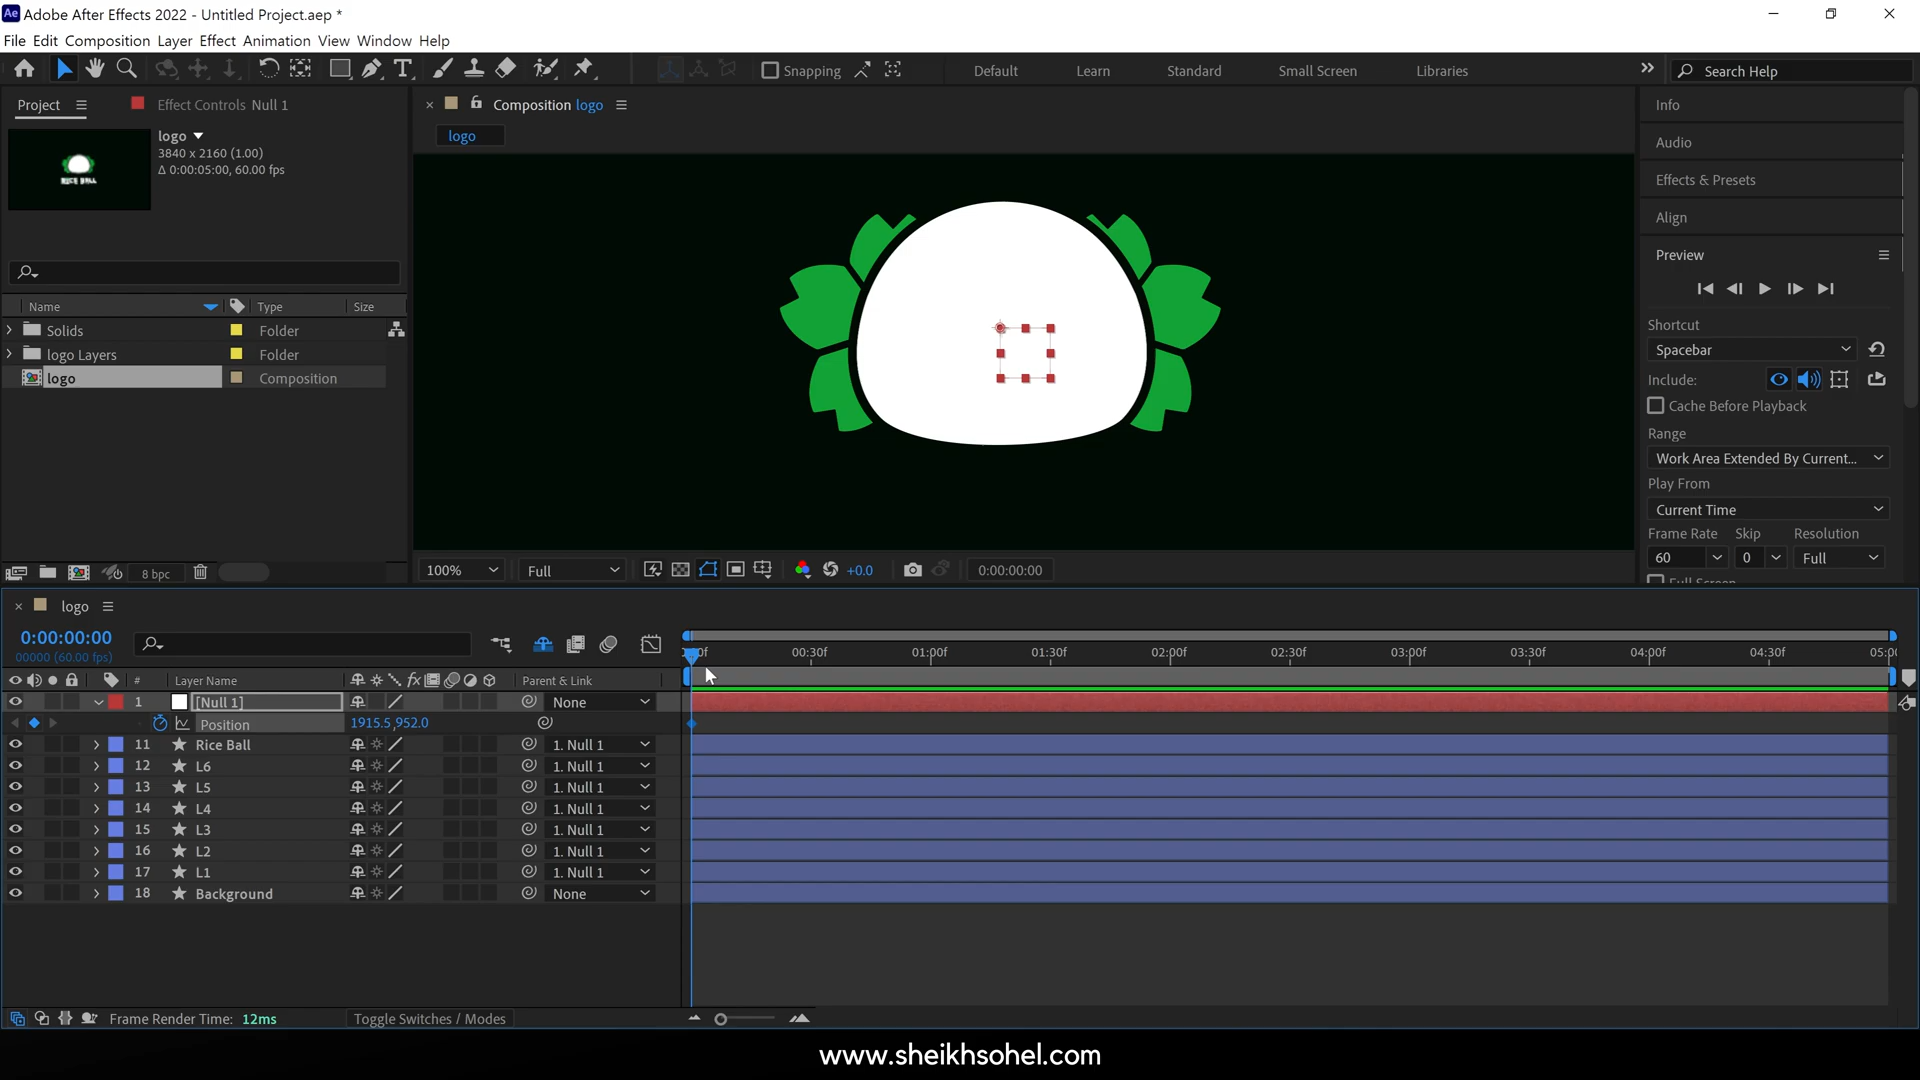 Ae Adobe After Effects 2022 - Untitled Project.aep *
File Edit Composition Layer Effect Animation View Window Help
Snapping
Default
Learn
Standard
Small Screen
Libraries
Search Help
Project
Effect Controls Null 1
Composition logo
logo
3840 x 2160 (1.00)
Δ 0:00:05:00, 60.00 fps
logo
RICE BALL
Name
Type
Size
Solids
Folder
logo Layers
Folder
logo
Composition
8 bpc
100%
Full
+0.0
0:00:00:00
Info
Audio
Effects & Presets
Align
Preview
Shortcut
Spacebar
Include:
Cache Before Playback
Range
Work Area Extended By Current...
Play From
Current Time
Frame Rate Skip Resolution
60 0 Full
logo
0:00:00:00
00000 (60.00 fps)
00:30f 01:00f 01:30f 02:00f 02:30f 03:00f 03:30f 04:00f 04:30f
# Layer Name fx Parent & Link
1 [Null 1] None
Position 1915.5,952.0
11 Rice Ball 1. Null 1
12 L6 1. Null 1
13 L5 1. Null 1
14 L4 1. Null 1
15 L3 1. Null 1
16 L2 1. Null 1
17 L1 1. Null 1
18 Background None
Frame Render Time: 12ms
Toggle Switches / Modes
www.sheikhsohel.com